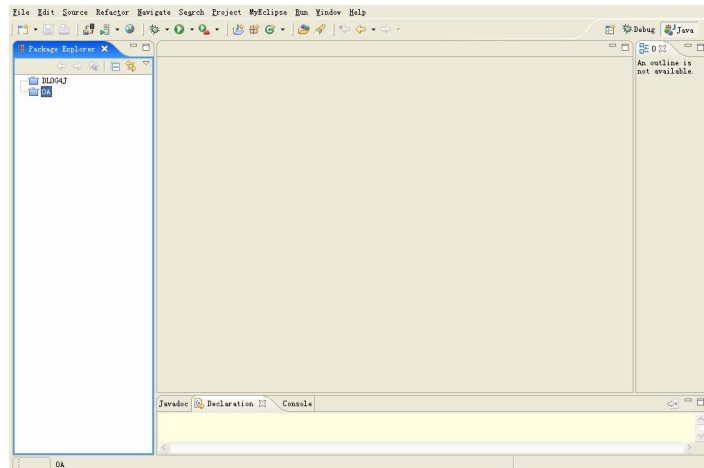 File Edit Source Refactor Navigate Search Project MyEclipse Run Window Help
Debug Java
Package Explorer
O
An outline is
not available.
DLOG4J
OA
Javadoc Declaration Console
OA